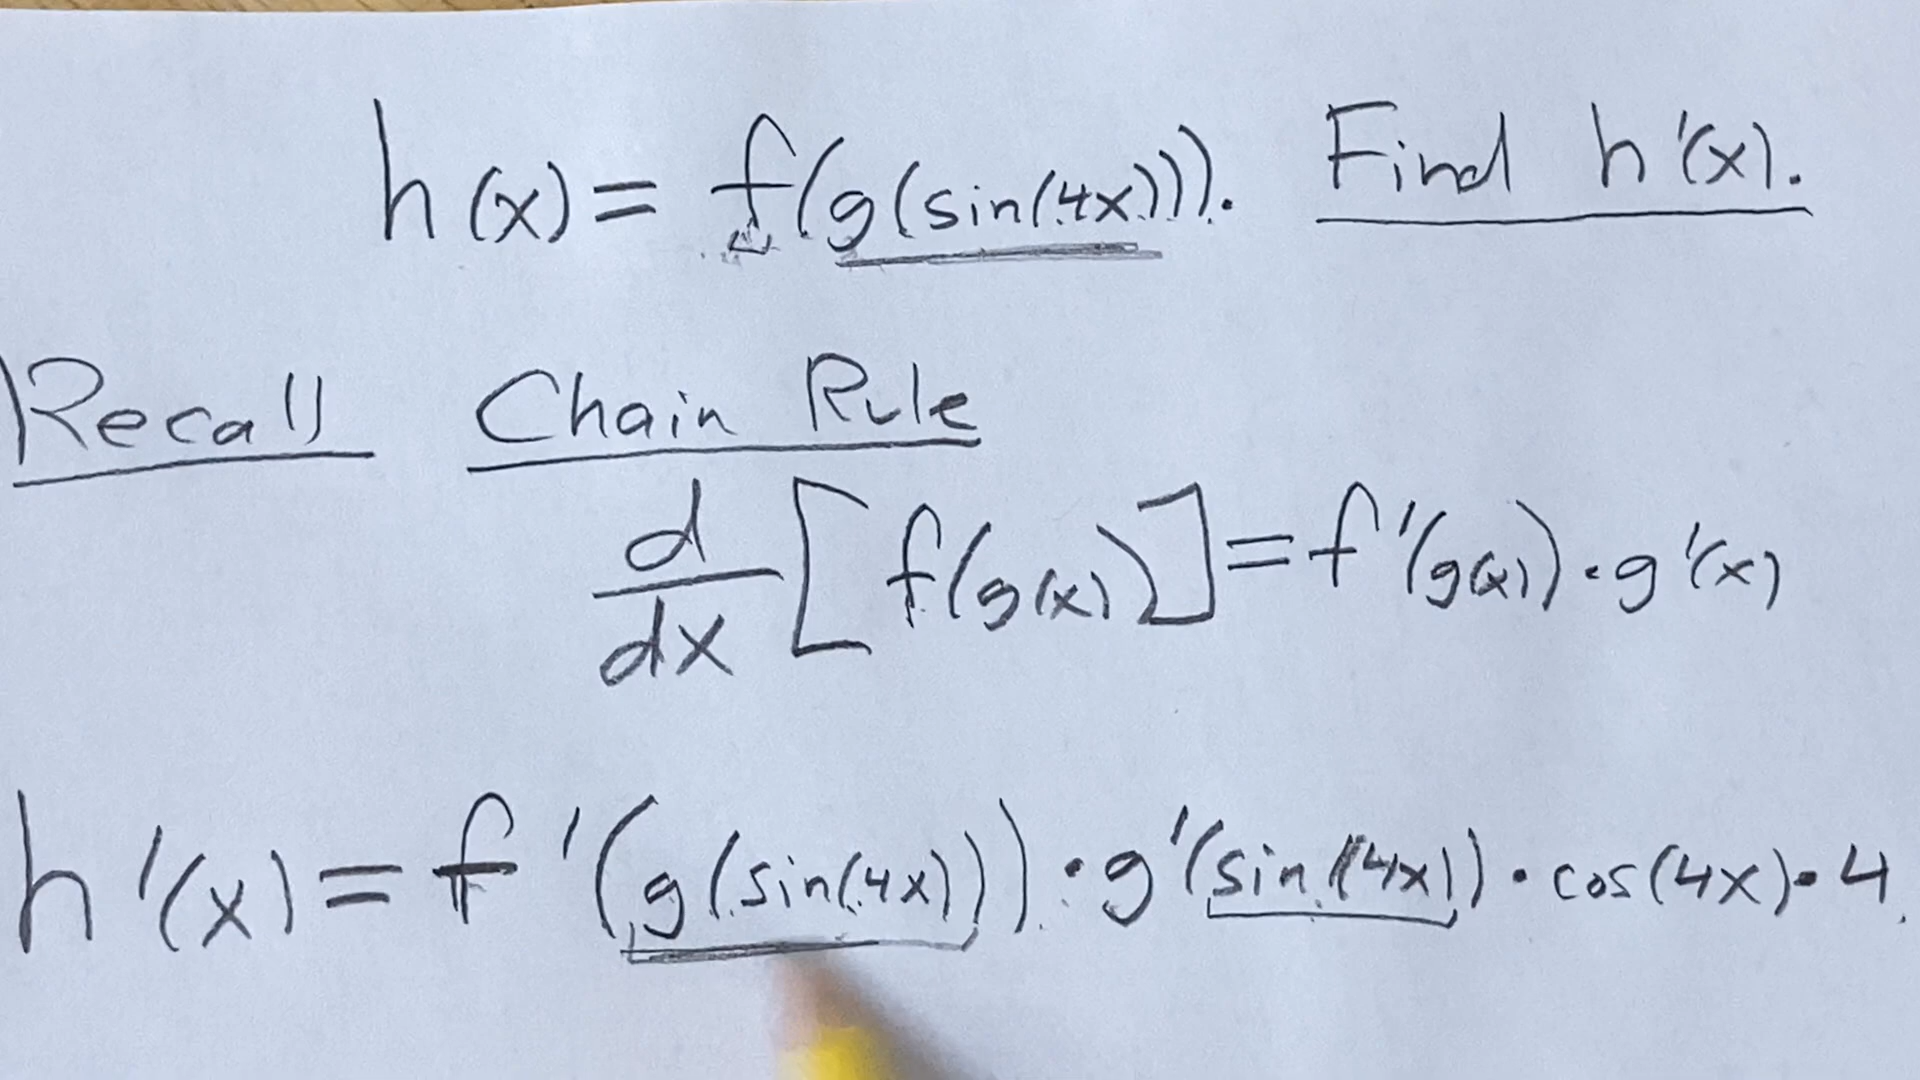 h(x) = f(g(sin(4x))). Find h'(x).
Recall Chain Rule
d/dx [f(g(x)] = f'(g(x)) · g'(x)
h'(x) = f'(g(sin(4x))) · g'(sin(4x)) · cos(4x) · 4.